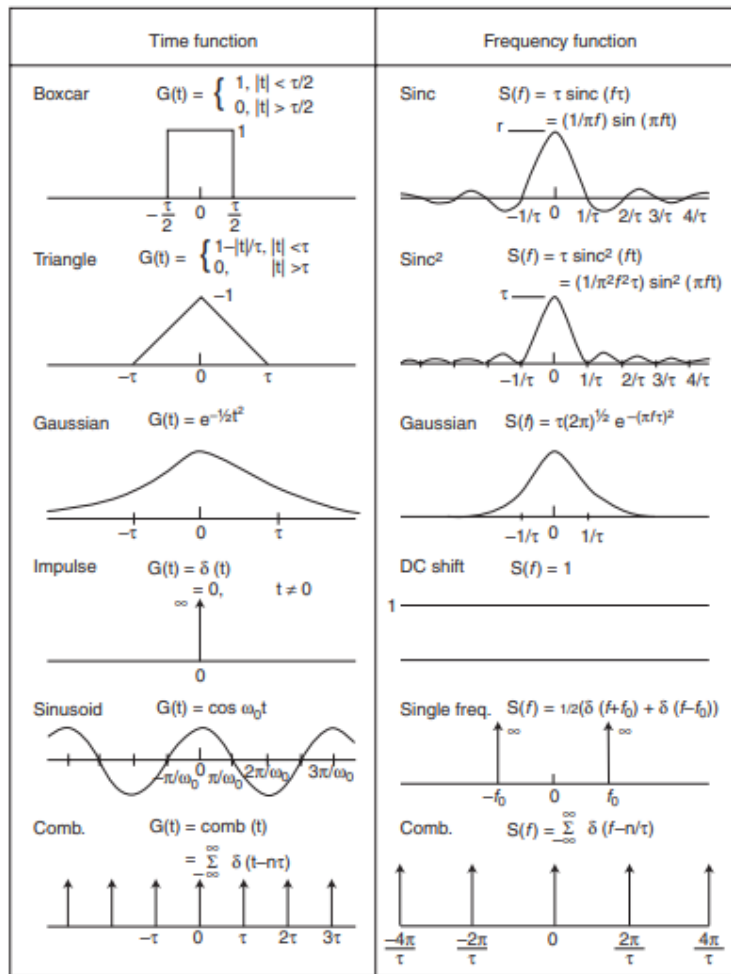 Time function
Frequency function
Boxcar G(t) = { 1, |t| < τ/2
0, |t| > τ/2
1
−τ/2 0 τ/2
Sinc S(f) = τ sinc (fτ)
= (1/πf) sin (πft)
r
−1/τ 0 1/τ 2/τ 3/τ 4/τ
Triangle G(t) = { 1−|t|/τ, |t| <τ
0, |t| >τ
−1
−τ 0 τ
Sinc² S(f) = τ sinc² (ft)
= (1/π²f²τ) sin² (πft)
τ
−1/τ 0 1/τ 2/τ 3/τ 4/τ
Gaussian G(t) = e^−½t²
−τ 0 τ
Gaussian S(f) = τ(2π)^½ e^−(πfτ)²
−1/τ 0 1/τ
Impulse G(t) = δ (t)
= 0, t ≠ 0
∞
0
DC shift S(f) = 1
1
Sinusoid G(t) = cos ω₀t
−π/ω₀ 0 π/ω₀ 2π/ω₀ 3π/ω₀
Single freq. S(f) = 1/2(δ (f+f₀) + δ (f−f₀))
∞ ∞
−f₀ 0 f₀
Comb. G(t) = comb (t)
= ∞ Σ −∞ δ (t−nτ)
−τ 0 τ 2τ 3τ
Comb. S(f) = ∞ Σ −∞ δ (f−n/τ)
−4π/τ −2π/τ 0 2π/τ 4π/τ